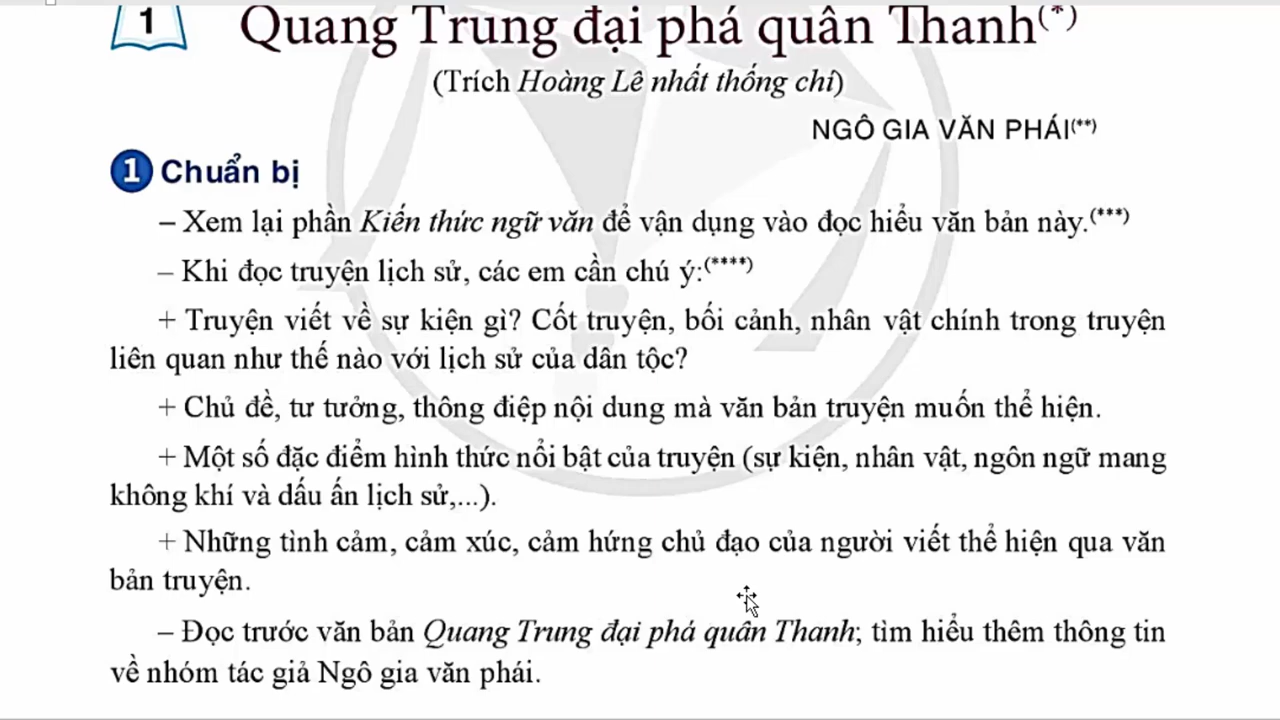 1
Quang Trung đại phá quân Thanh(*)
(Trích Hoàng Lê nhất thống chí)
NGÔ GIA VĂN PHÁI(**)
1 Chuẩn bị
– Xem lại phần Kiến thức ngữ văn để vận dụng vào đọc hiểu văn bản này.(***)
– Khi đọc truyện lịch sử, các em cần chú ý:(****)
+ Truyện viết về sự kiện gì? Cốt truyện, bối cảnh, nhân vật chính trong truyện
liên quan như thế nào với lịch sử của dân tộc?
+ Chủ đề, tư tưởng, thông điệp nội dung mà văn bản truyện muốn thể hiện.
+ Một số đặc điểm hình thức nổi bật của truyện (sự kiện, nhân vật, ngôn ngữ mang
không khí và dấu ấn lịch sử,...).
+ Những tình cảm, cảm xúc, cảm hứng chủ đạo của người viết thể hiện qua văn
bản truyện.
– Đọc trước văn bản Quang Trung đại phá quân Thanh; tìm hiểu thêm thông tin
về nhóm tác giả Ngô gia văn phái.